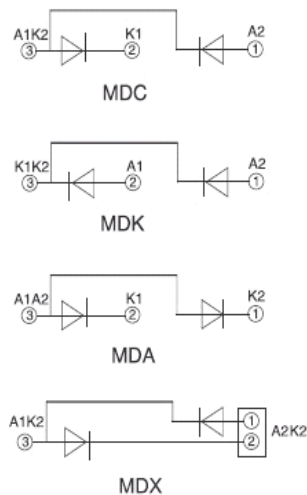 A1K2 K1 A2
③ ② ①
MDC
K1K2 A1 A2
③ ② ①
MDK
A1A2 K1 K2
③ ② ①
MDA
A1K2 ① A2K2
③ ②
MDX